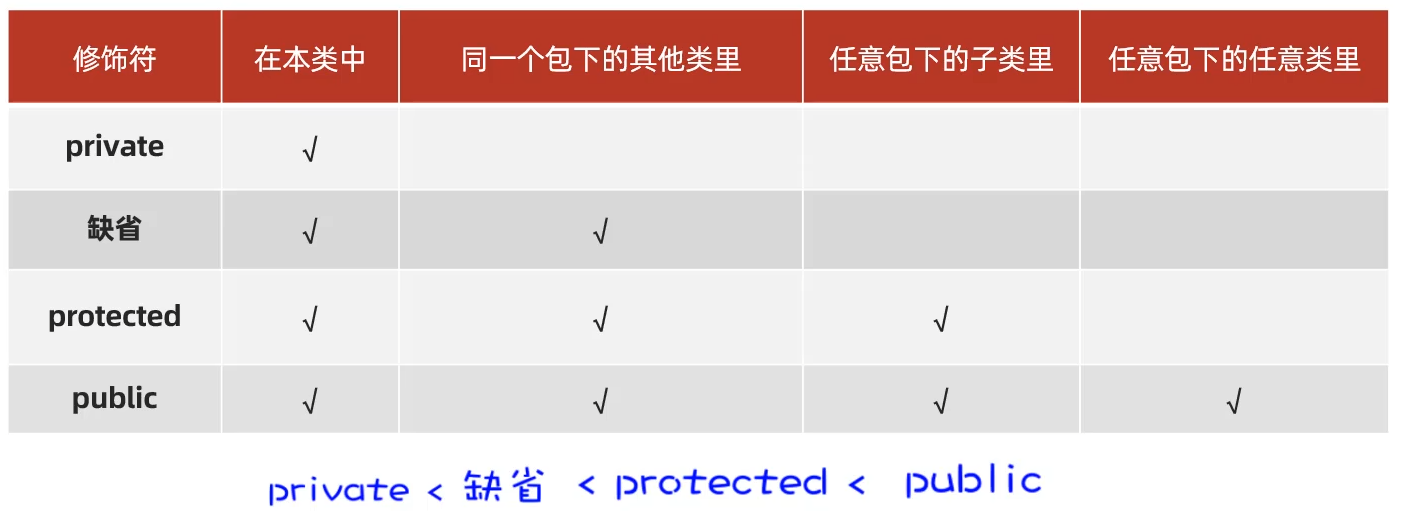 修饰符 在本类中 同一个包下的其他类里 任意包下的子类里 任意包下的任意类里
private √
缺省 √ √
protected √ √ √
public √ √ √ √
private < 缺省 < protected < public